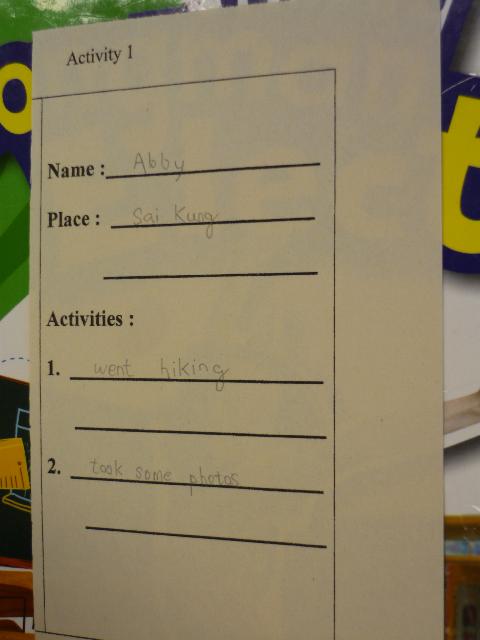 Activity 1
Name : Abby
Place : Sai Kung
Activities :
1. went hiking
2. took some photos